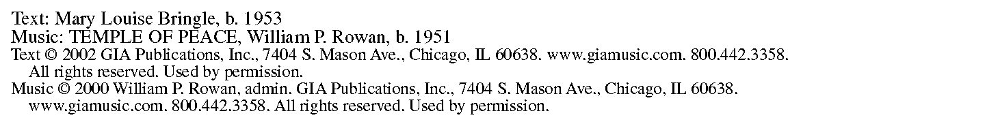 Text: Mary Louise Bringle, b. 1953
Music: TEMPLE OF PEACE, William P. Rowan, b. 1951
Text © 2002 GIA Publications, Inc., 7404 S. Mason Ave., Chicago, IL 60638. www.giamusic.com. 800.442.3358.
All rights reserved. Used by permission.
Music © 2000 William P. Rowan, admin. GIA Publications, Inc., 7404 S. Mason Ave., Chicago, IL 60638.
www.giamusic.com. 800.442.3358. All rights reserved. Used by permission.